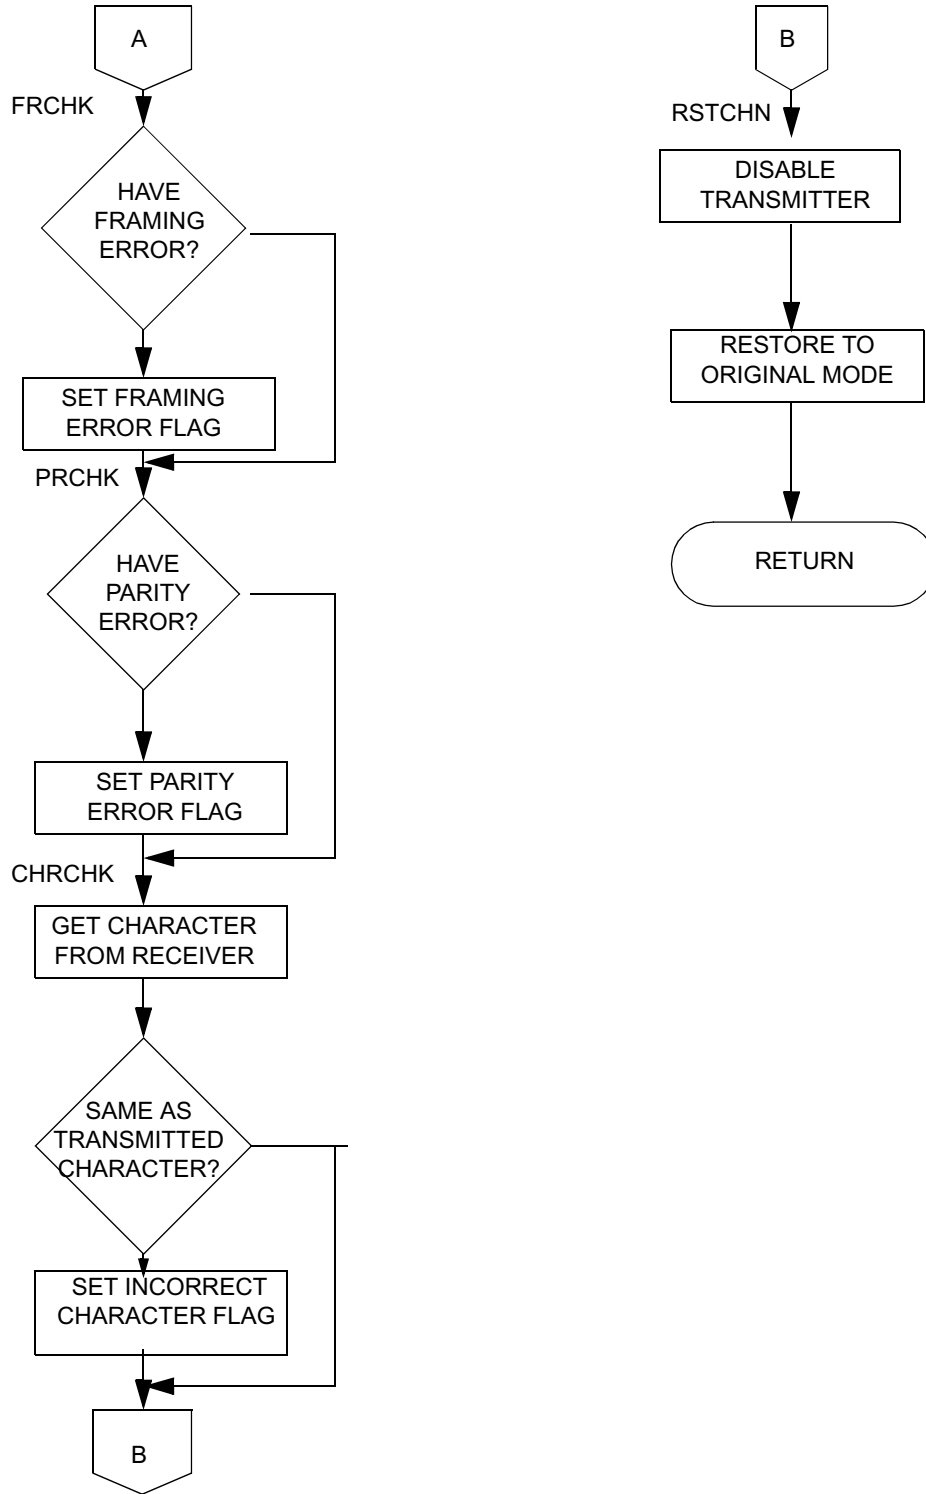 A
FRCHK
HAVE
FRAMING
ERROR?
SET FRAMING
ERROR FLAG
PRCHK
HAVE
PARITY
ERROR?
SET PARITY
ERROR FLAG
CHRCHK
GET CHARACTER
FROM RECEIVER
SAME AS
TRANSMITTED
CHARACTER?
SET INCORRECT
CHARACTER FLAG
B
B
RSTCHN
DISABLE
TRANSMITTER
RESTORE TO
ORIGINAL MODE
RETURN